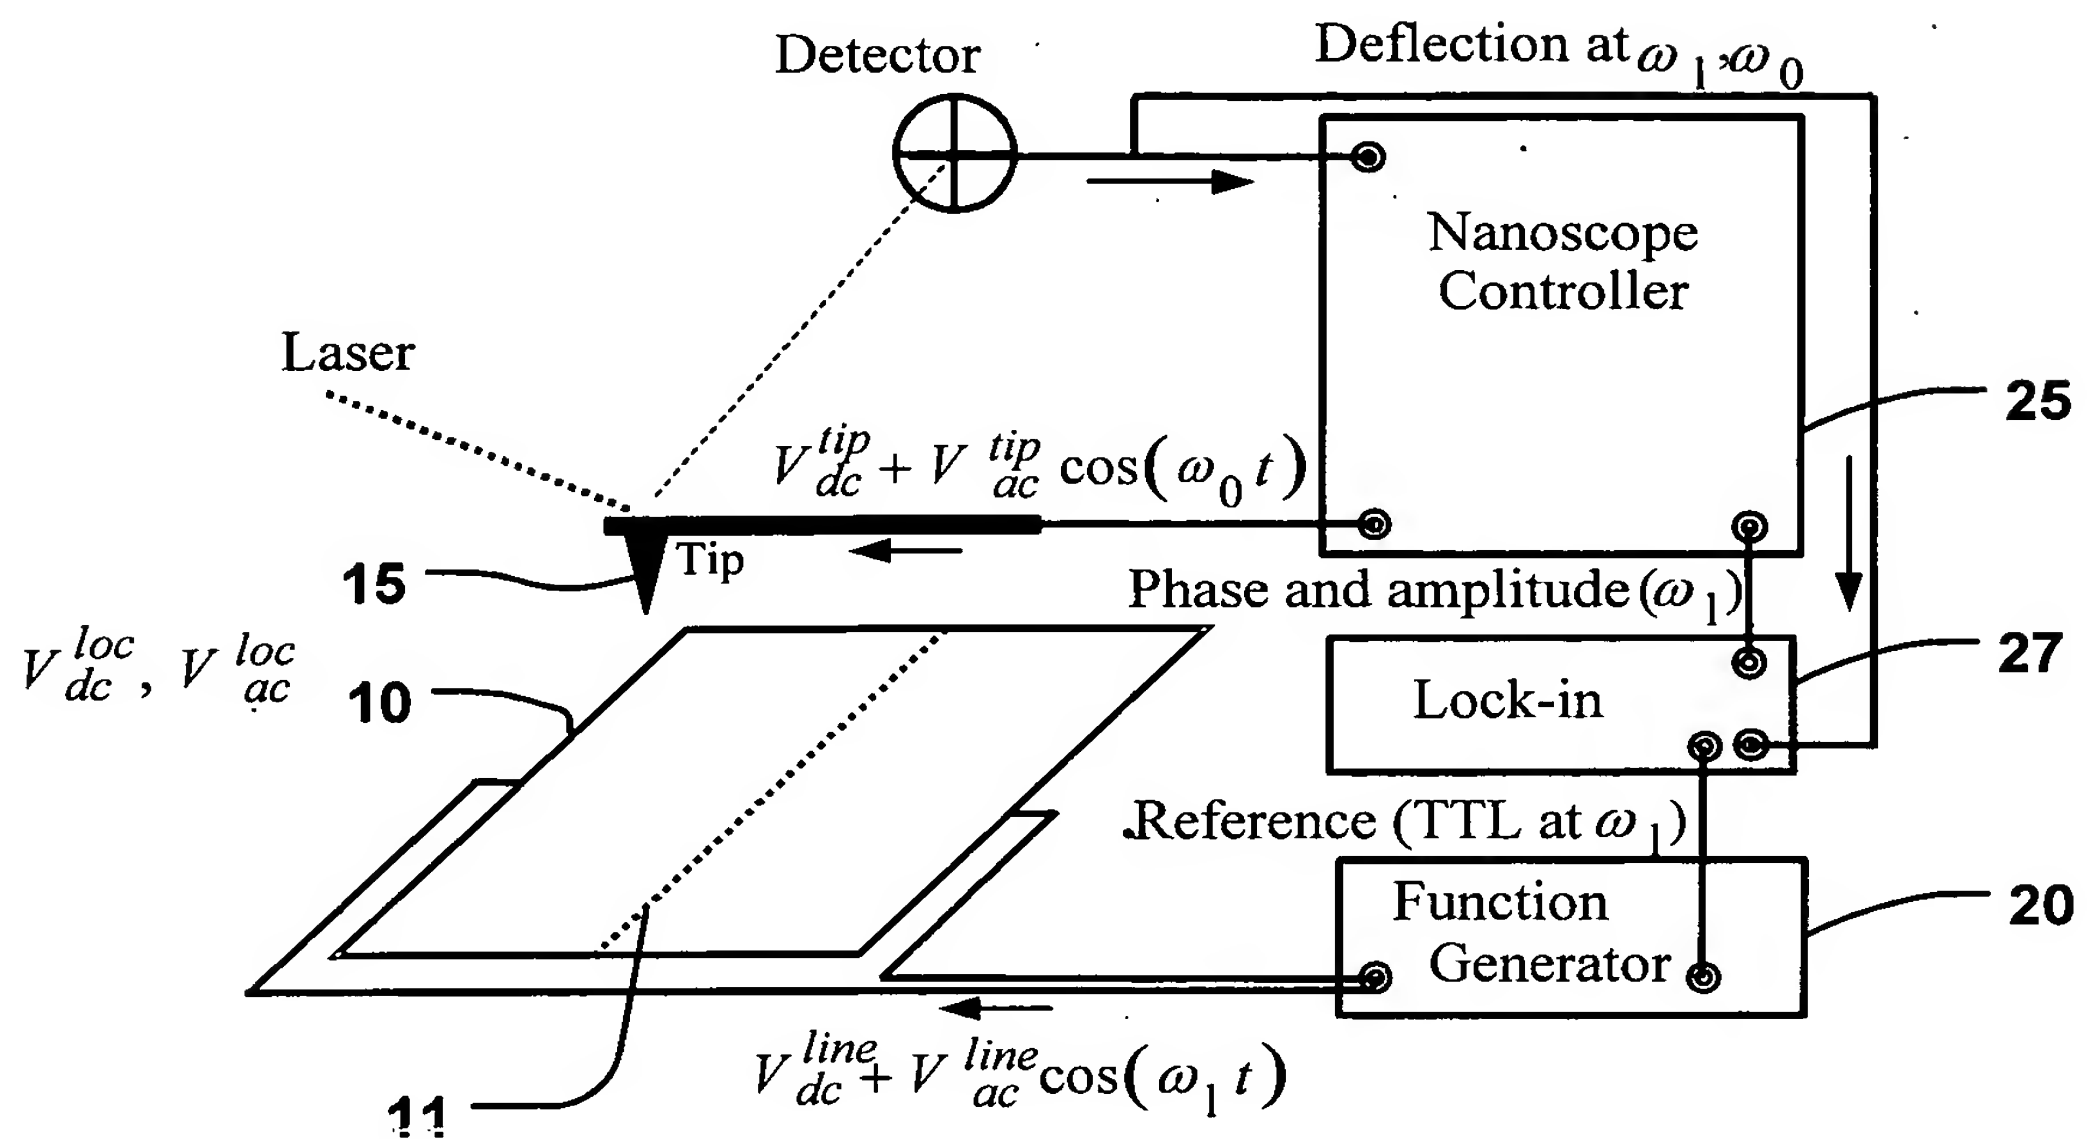 Detector
Deflection at ω₁,ω₀
Nanoscope
Controller
Laser
25
V_dc^tip + V_ac^tip cos(ω₀ t)
Tip
15
Phase and amplitude (ω₁)
V_dc^loc, V_ac^loc
10
27
Lock-in
Reference (TTL at ω₁)
Function
Generator
20
V_dc^line + V_ac^line cos(ω₁ t)
11